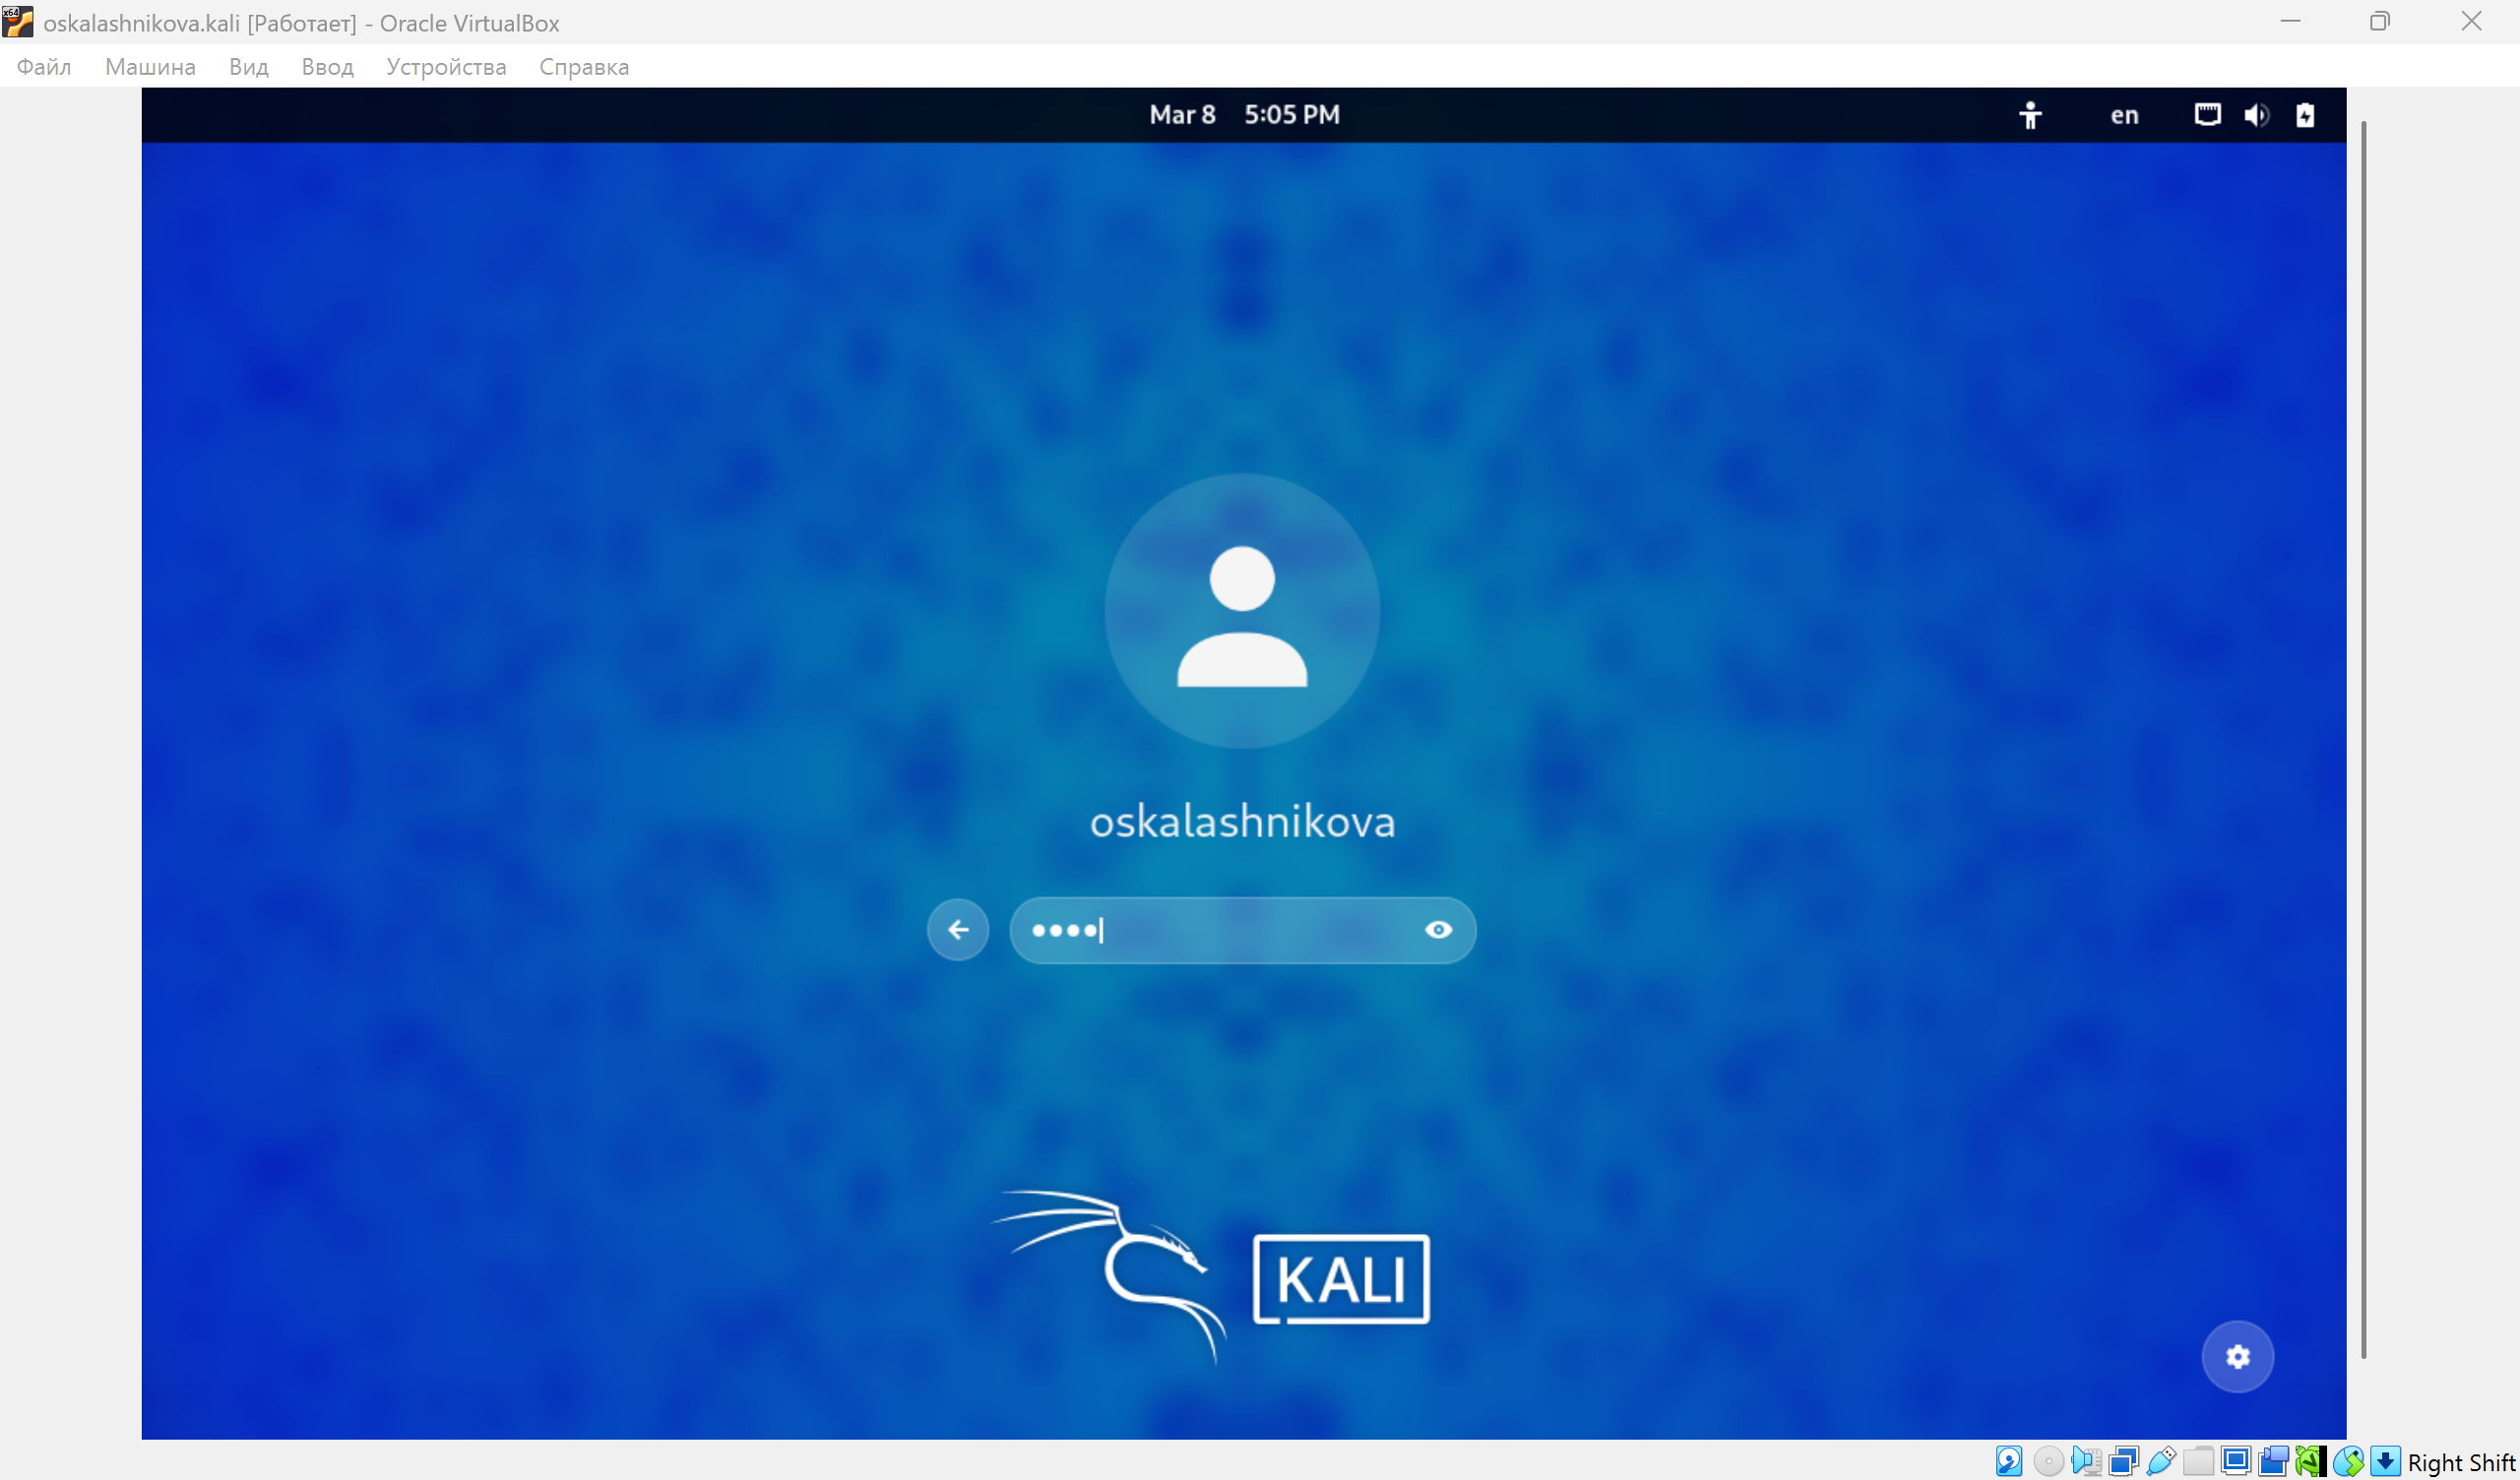 oskalashnikova.kali [Работает] - Oracle VirtualBox
Файл Машина Вид Ввод Устройства Справка
Mar 8 5:05 PM en
oskalashnikova
KALI
Right Shift